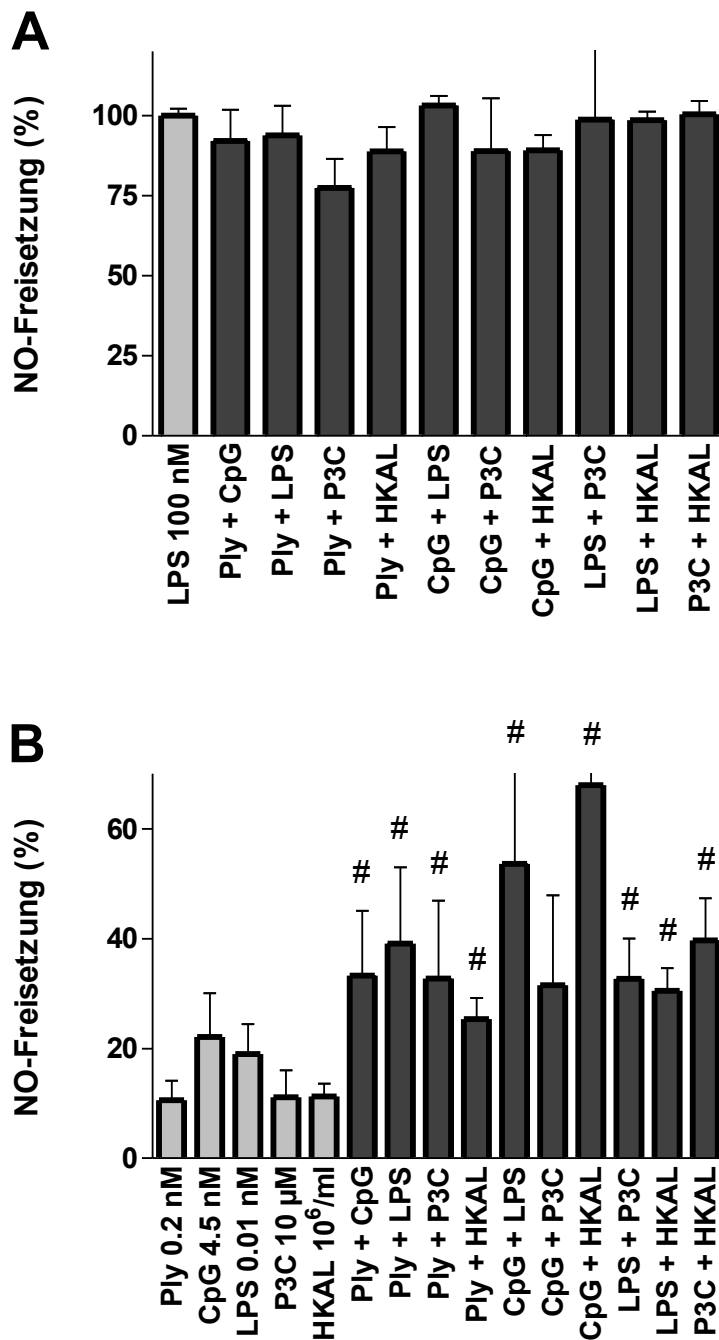 A
NO-Freisetzung (%)
100
75
50
25
0
LPS 100 nM
Ply + CpG
Ply + LPS
Ply + P3C
Ply + HKAL
CpG + LPS
CpG + P3C
CpG + HKAL
LPS + P3C
LPS + HKAL
P3C + HKAL
B
NO-Freisetzung (%)
60
40
20
0
# # # # # # # # #
Ply 0.2 nM
CpG 4.5 nM
LPS 0.01 nM
P3C 10 µM
HKAL 10⁶/ml
Ply + CpG
Ply + LPS
Ply + P3C
Ply + HKAL
CpG + LPS
CpG + P3C
CpG + HKAL
LPS + P3C
LPS + HKAL
P3C + HKAL